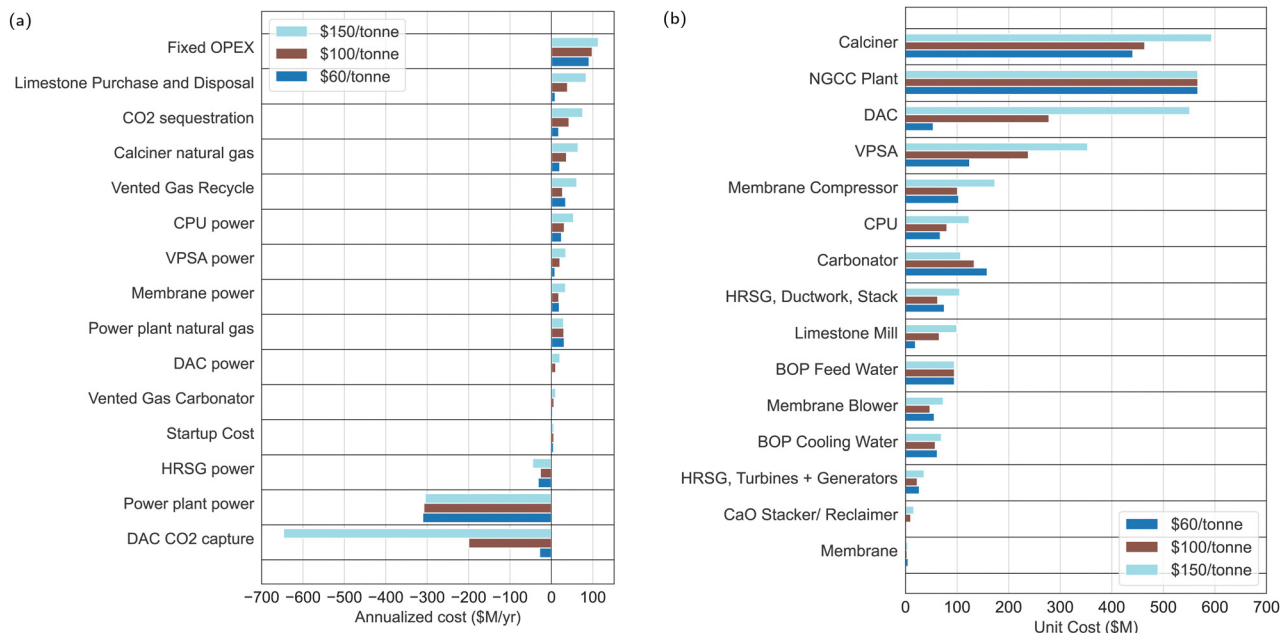 (a)
$150/tonne
$100/tonne
$60/tonne
Fixed OPEX
Limestone Purchase and Disposal
CO2 sequestration
Calciner natural gas
Vented Gas Recycle
CPU power
VPSA power
Membrane power
Power plant natural gas
DAC power
Vented Gas Carbonator
Startup Cost
HRSG power
Power plant power
DAC CO2 capture
−700 −600 −500 −400 −300 −200 −100 0 100
Annualized cost ($M/yr)
(b)
Calciner
NGCC Plant
DAC
VPSA
Membrane Compressor
CPU
Carbonator
HRSG, Ductwork, Stack
Limestone Mill
BOP Feed Water
Membrane Blower
BOP Cooling Water
HRSG, Turbines + Generators
CaO Stacker/ Reclaimer
Membrane
$60/tonne
$100/tonne
$150/tonne
0 100 200 300 400 500 600 700
Unit Cost ($M)